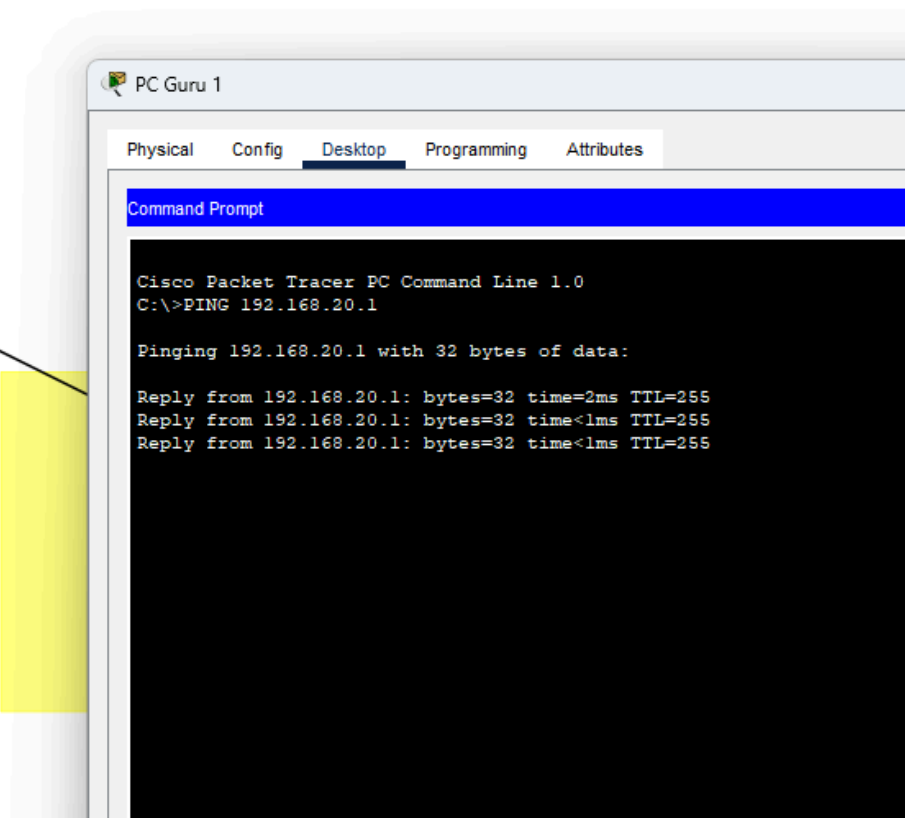 PC Guru 1
Physical Config Desktop Programming Attributes
Command Prompt
Cisco Packet Tracer PC Command Line 1.0
C:\>PING 192.168.20.1
Pinging 192.168.20.1 with 32 bytes of data:
Reply from 192.168.20.1: bytes=32 time=2ms TTL=255
Reply from 192.168.20.1: bytes=32 time<1ms TTL=255
Reply from 192.168.20.1: bytes=32 time<1ms TTL=255